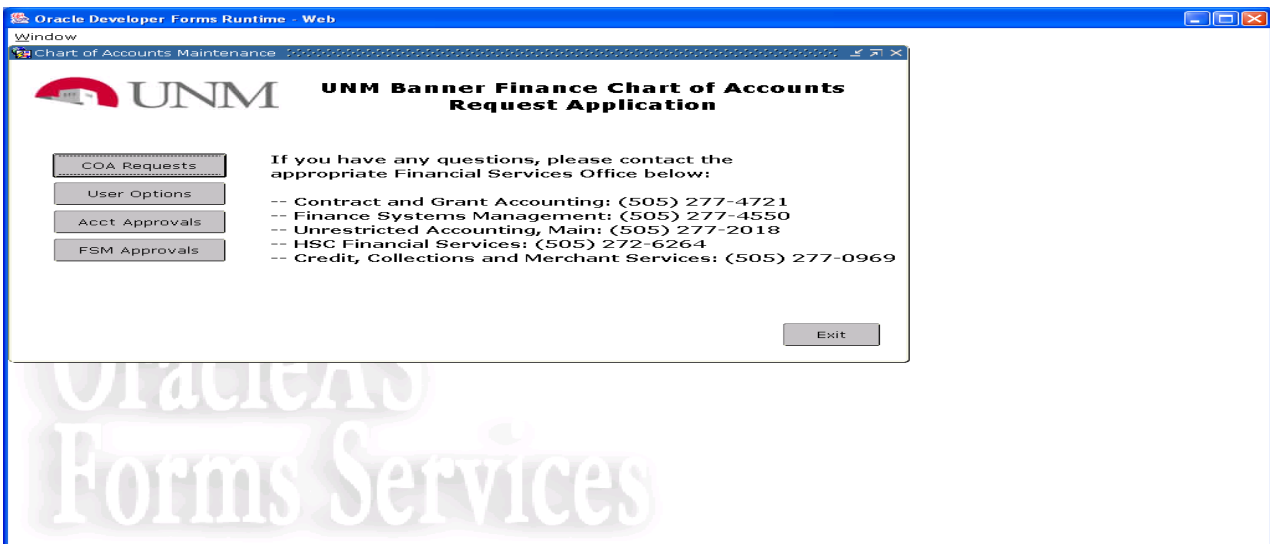 Oracle Developer Forms Runtime - Web
Window
Chart of Accounts Maintenance
UNM
UNM Banner Finance Chart of Accounts
Request Application
COA Requests
User Options
Acct Approvals
FSM Approvals
If you have any questions, please contact the
appropriate Financial Services Office below:
-- Contract and Grant Accounting: (505) 277-4721
-- Finance Systems Management: (505) 277-4550
-- Unrestricted Accounting, Main: (505) 277-2018
-- HSC Financial Services: (505) 272-6264
-- Credit, Collections and Merchant Services: (505) 277-0969
Exit
OracleAS
Forms Services